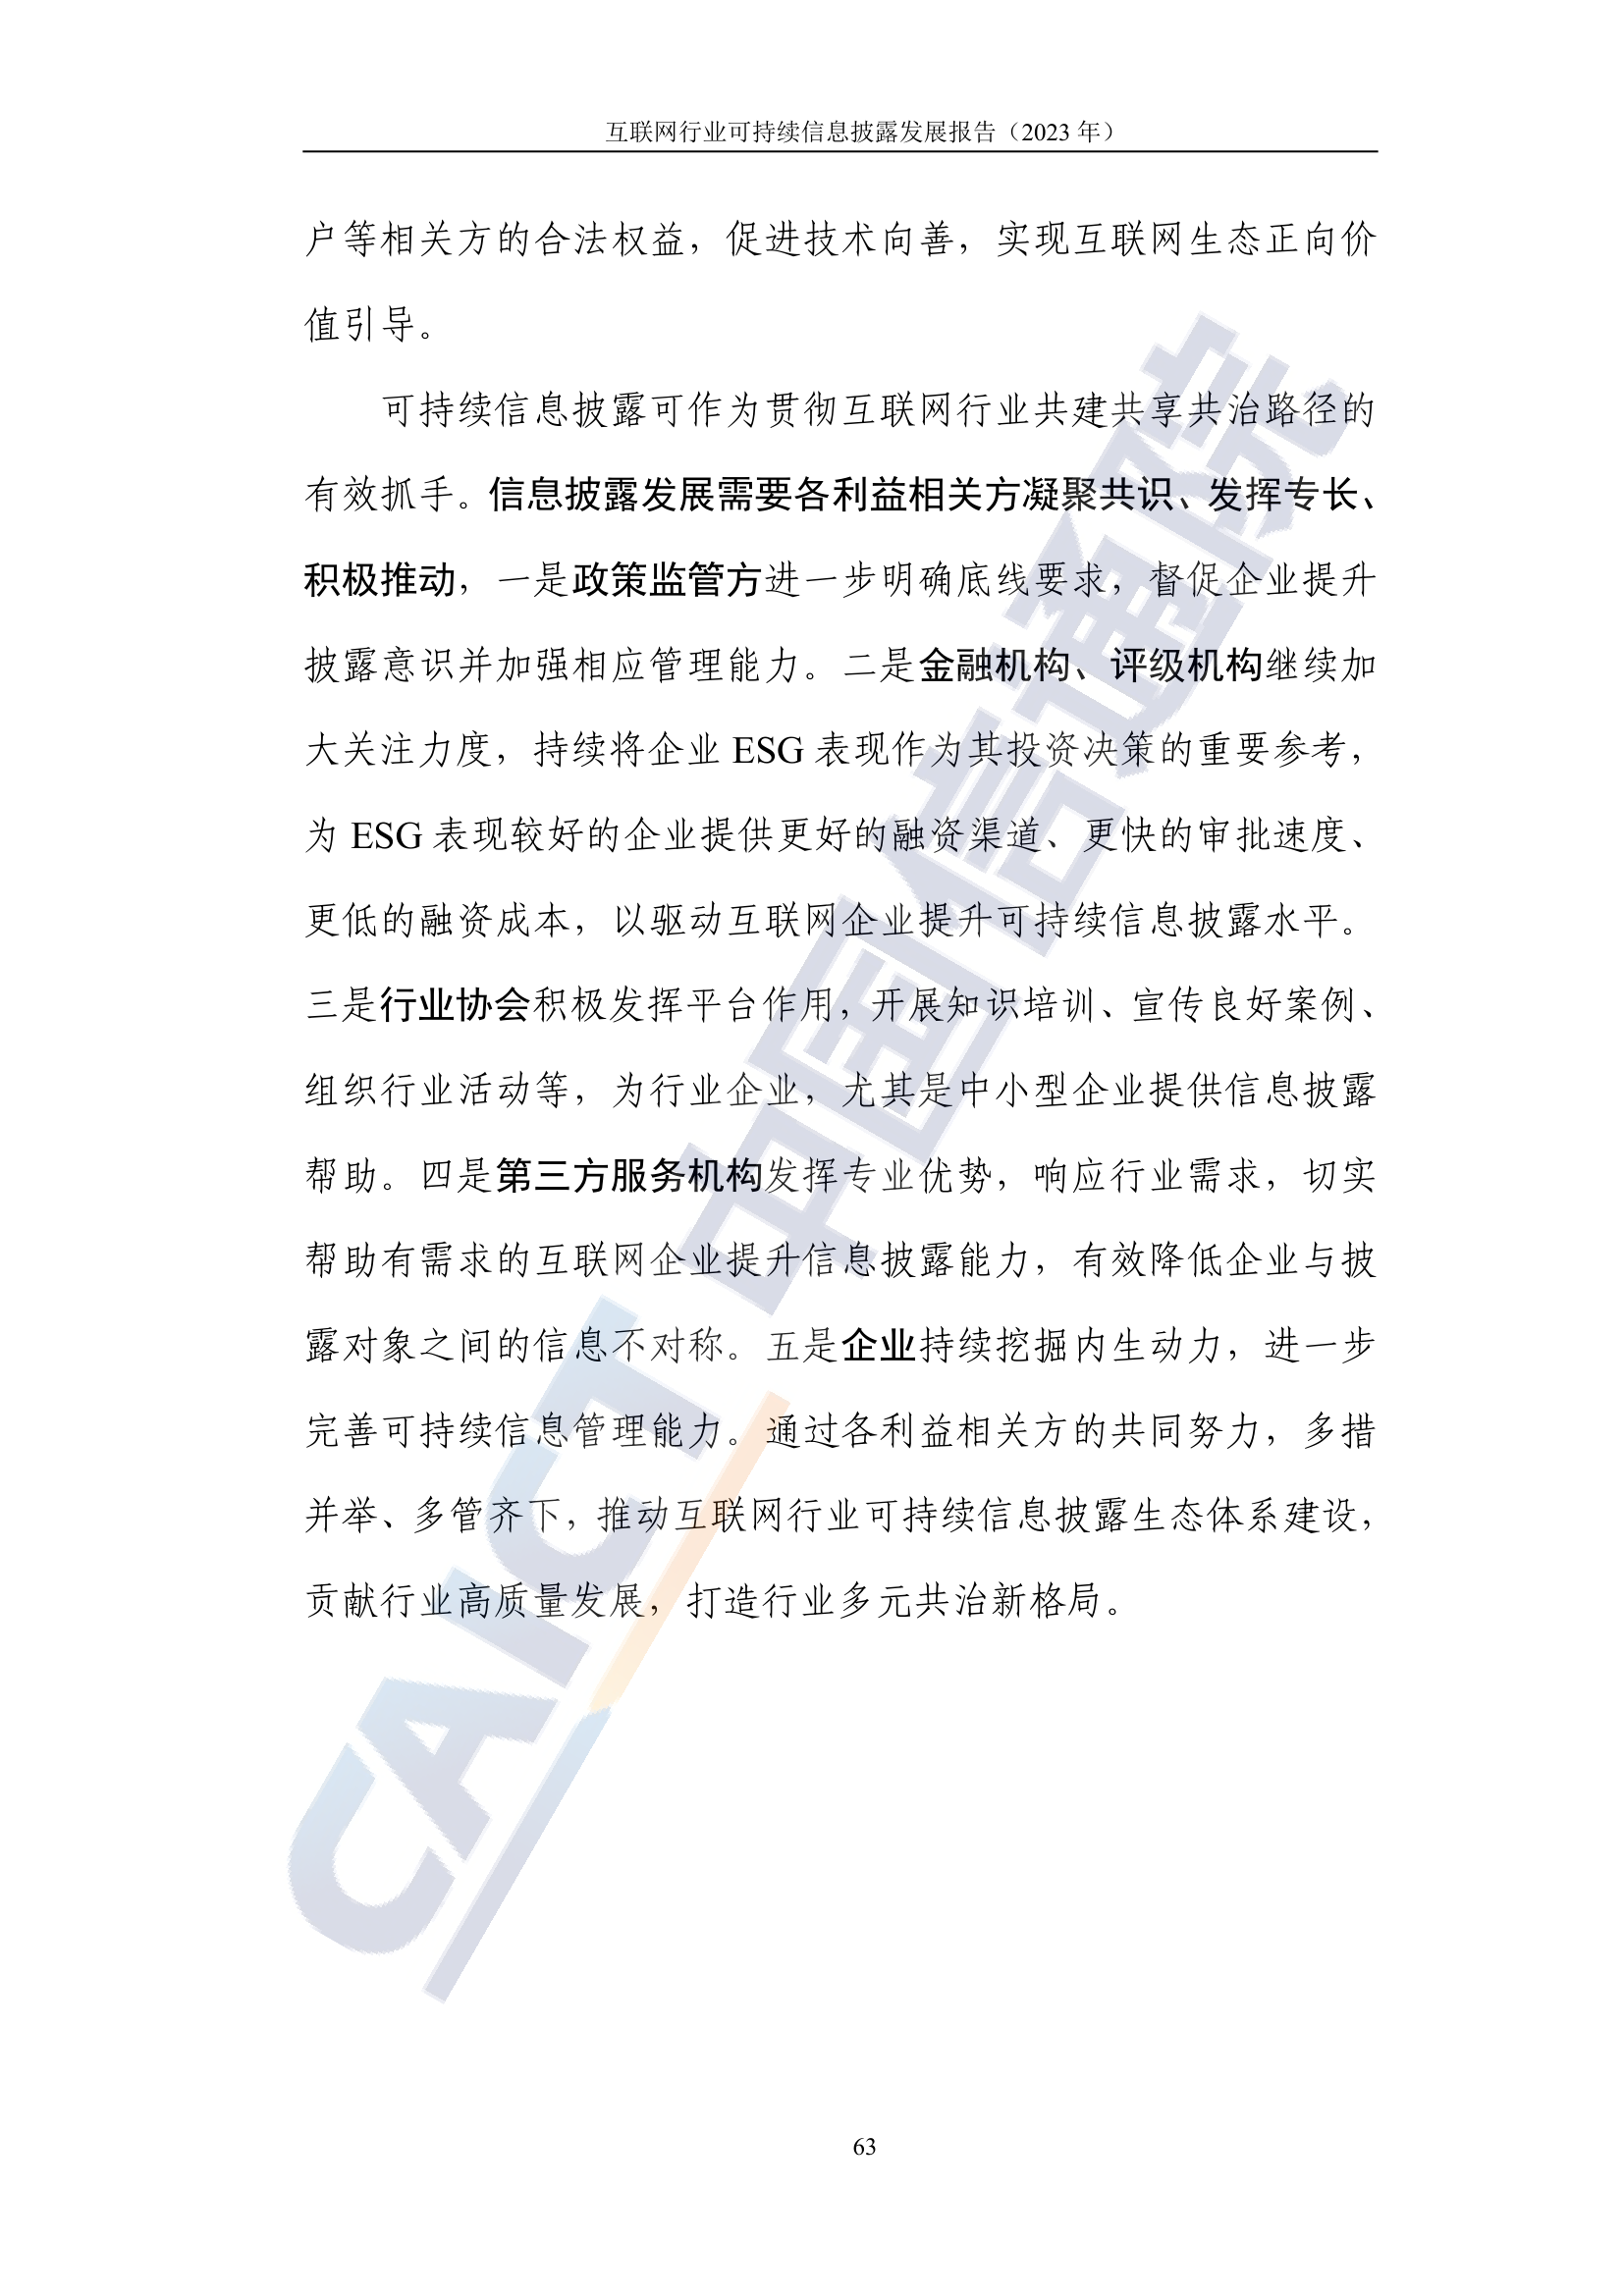 互联网行业可持续信息披露发展报告（2023 年）
户等相关方的合法权益，促进技术向善，实现互联网生态正向价
值引导。
可持续信息披露可作为贯彻互联网行业共建共享共治路径的
有效抓手。信息披露发展需要各利益相关方凝聚共识、发挥专长、
积极推动，一是政策监管方进一步明确底线要求，督促企业提升
披露意识并加强相应管理能力。二是金融机构、评级机构继续加
大关注力度，持续将企业 ESG 表现作为其投资决策的重要参考，
为 ESG 表现较好的企业提供更好的融资渠道、更快的审批速度、
更低的融资成本，以驱动互联网企业提升可持续信息披露水平。
三是行业协会积极发挥平台作用，开展知识培训、宣传良好案例、
组织行业活动等，为行业企业，尤其是中小型企业提供信息披露
帮助。四是第三方服务机构发挥专业优势，响应行业需求，切实
帮助有需求的互联网企业提升信息披露能力，有效降低企业与披
露对象之间的信息不对称。五是企业持续挖掘内生动力，进一步
完善可持续信息管理能力。通过各利益相关方的共同努力，多措
并举、多管齐下，推动互联网行业可持续信息披露生态体系建设，
贡献行业高质量发展，打造行业多元共治新格局。
CAICT 中国信通院
63